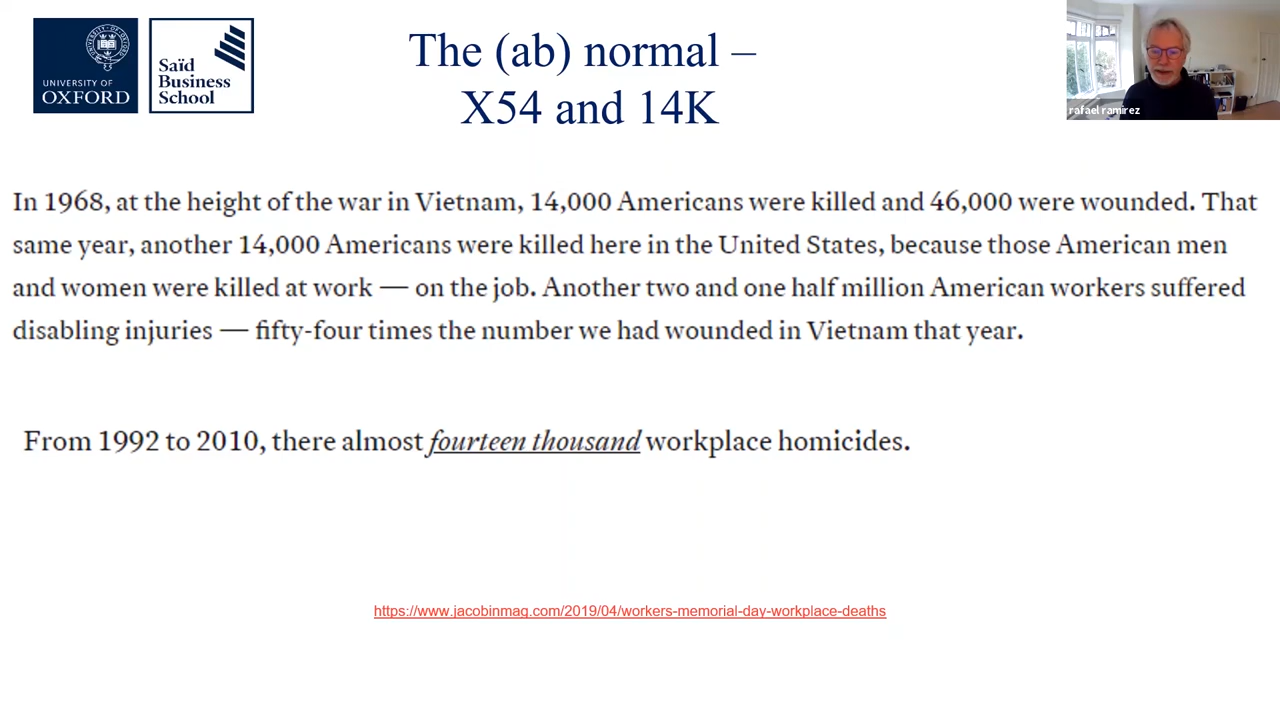 UNIVERSITY OF
OXFORD
Saïd
Business
School
The (ab) normal –
X54 and 14K
rafael ramirez
In 1968, at the height of the war in Vietnam, 14,000 Americans were killed and 46,000 were wounded. That
same year, another 14,000 Americans were killed here in the United States, because those American men
and women were killed at work — on the job. Another two and one half million American workers suffered
disabling injuries — fifty-four times the number we had wounded in Vietnam that year.
From 1992 to 2010, there almost fourteen thousand workplace homicides.
https://www.jacobinmag.com/2019/04/workers-memorial-day-workplace-deaths